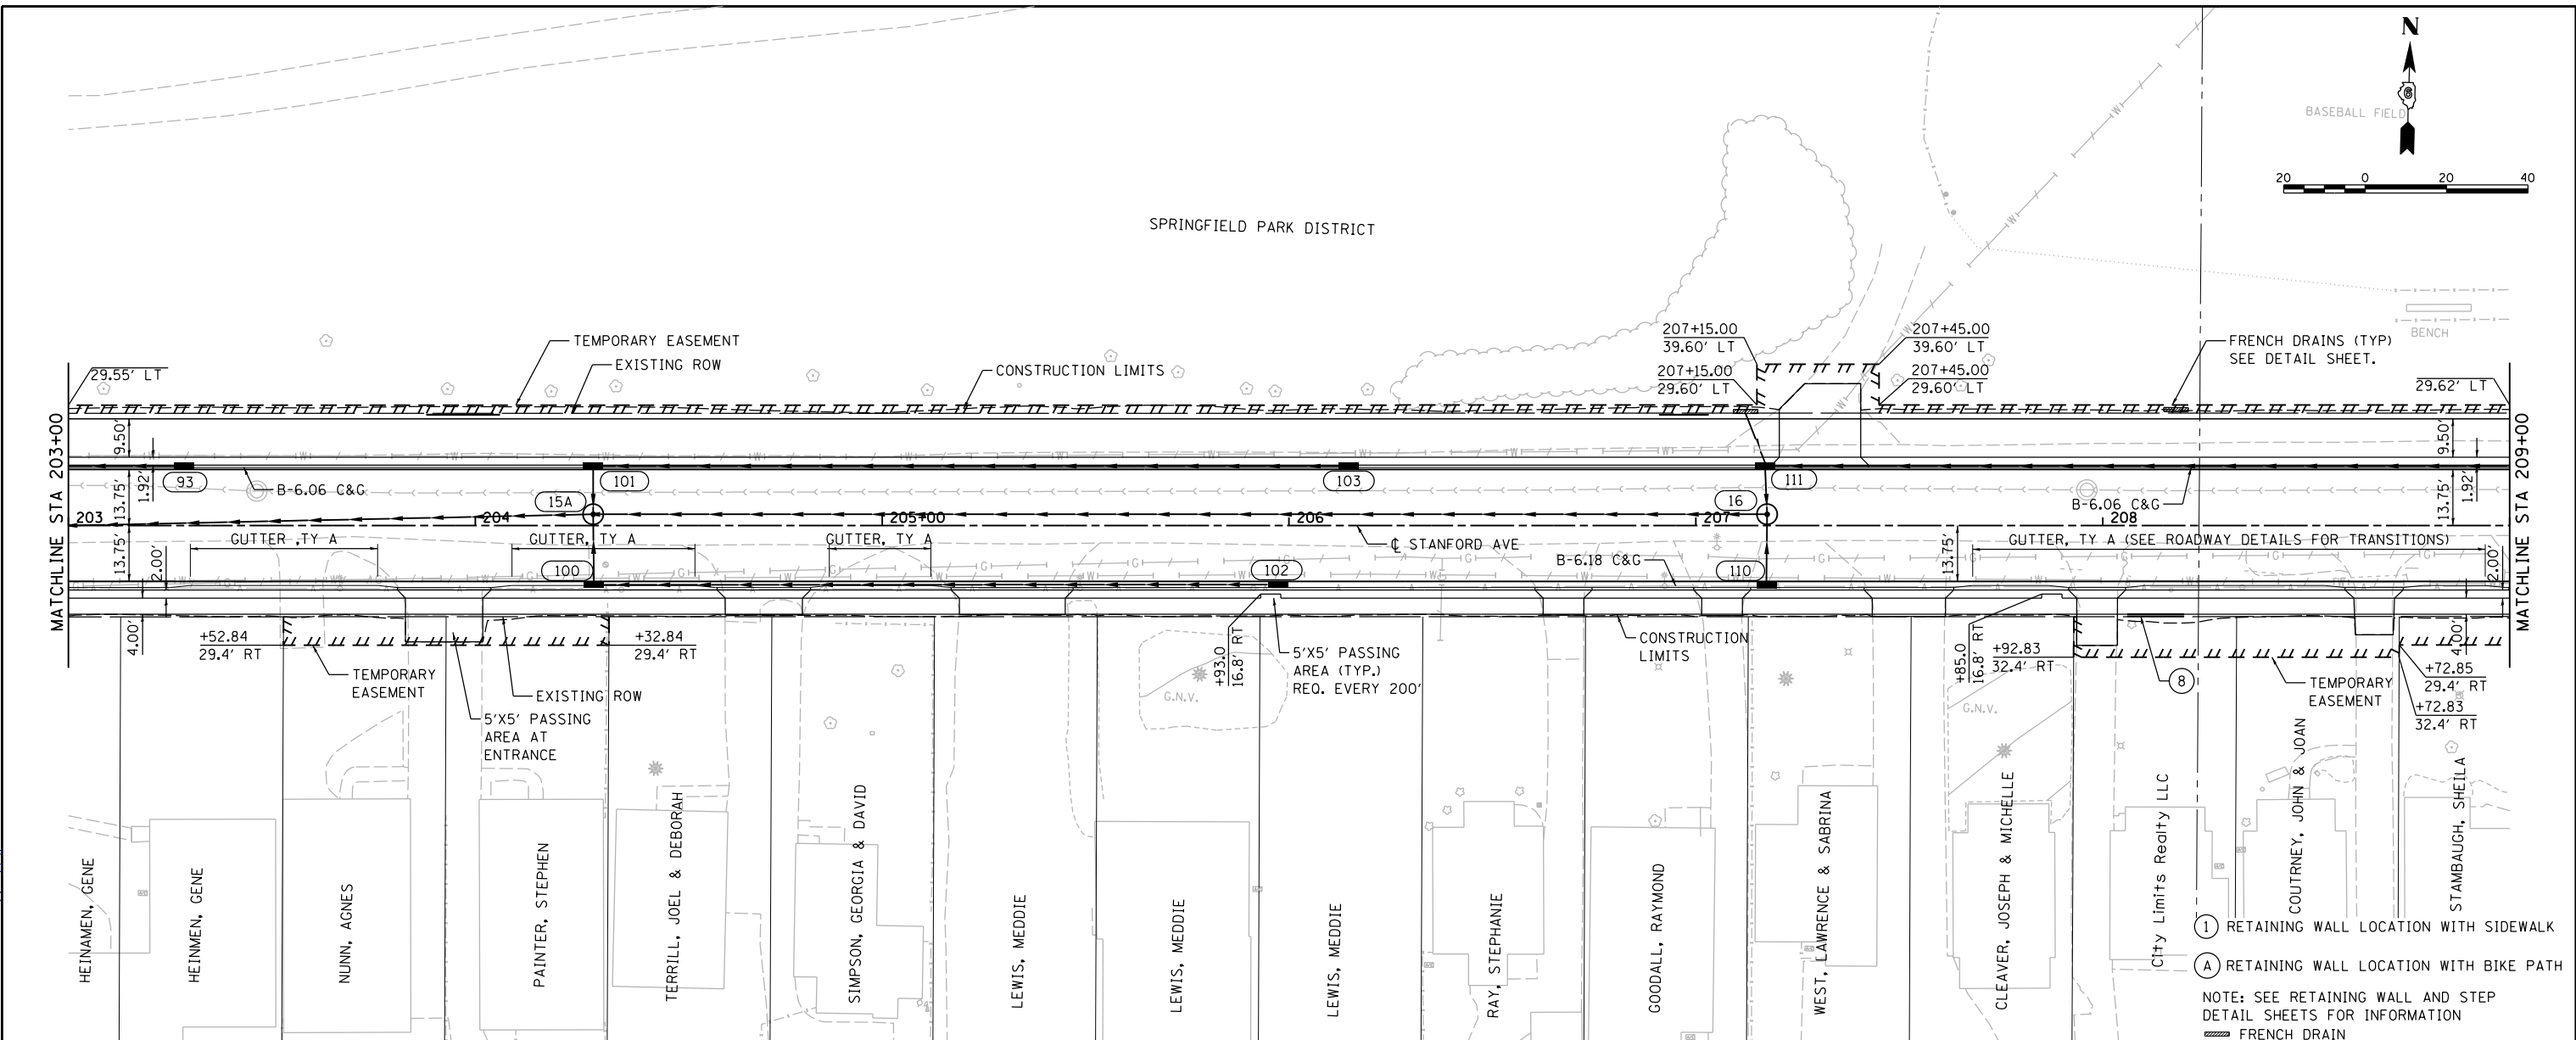 N
6
BASEBALL FIELD
20 0 20 40
SPRINGFIELD PARK DISTRICT
BENCH
TEMPORARY EASEMENT
EXISTING ROW
CONSTRUCTION LIMITS
29.55' LT
207+15.00
39.60' LT
207+15.00
29.60' LT
207+45.00
39.60' LT
207+45.00
29.60' LT
FRENCH DRAINS (TYP)
SEE DETAIL SHEET.
29.62' LT
MATCHLINE STA 203+00
MATCHLINE STA 209+00
9.50'
1.92'
13.75'
13.75'
2.00'
4.00'
93
B-6.06 C&G
101
15A
103
111
16
B-6.06 C&G
9.50'
1.92'
13.75'
203
204
205+00
206
207
208
GUTTER ,TY A
GUTTER, TY A
GUTTER, TY A
℄ STANFORD AVE
13.75'
GUTTER, TY A (SEE ROADWAY DETAILS FOR TRANSITIONS)
2.00'
4.00'
100
102
B-6.18 C&G
110
+52.84
29.4' RT
+32.84
29.4' RT
TEMPORARY
EASEMENT
EXISTING ROW
5'X5' PASSING
AREA AT
ENTRANCE
+93.0
16.8' RT
5'X5' PASSING
AREA (TYP.)
REQ. EVERY 200'
CONSTRUCTION
LIMITS
+85.0
16.8' RT
+92.83
32.4' RT
8
TEMPORARY
EASEMENT
+72.85
29.4' RT
+72.83
32.4' RT
G.N.V.
G.N.V.
HEINAMEN, GENE
HEINMEN, GENE
NUNN, AGNES
PAINTER, STEPHEN
TERRILL, JOEL & DEBORAH
SIMPSON, GEORGIA & DAVID
LEWIS, MEDDIE
LEWIS, MEDDIE
LEWIS, MEDDIE
RAY, STEPHANIE
GOODALL, RAYMOND
WEST, LAWRENCE & SABRINA
CLEAVER, JOSEPH & MICHELLE
City Limits Realty LLC
COUTRNEY, JOHN & JOAN
STAMBAUGH, SHEILA
1 RETAINING WALL LOCATION WITH SIDEWALK
A RETAINING WALL LOCATION WITH BIKE PATH
NOTE: SEE RETAINING WALL AND STEP
DETAIL SHEETS FOR INFORMATION
FRENCH DRAIN